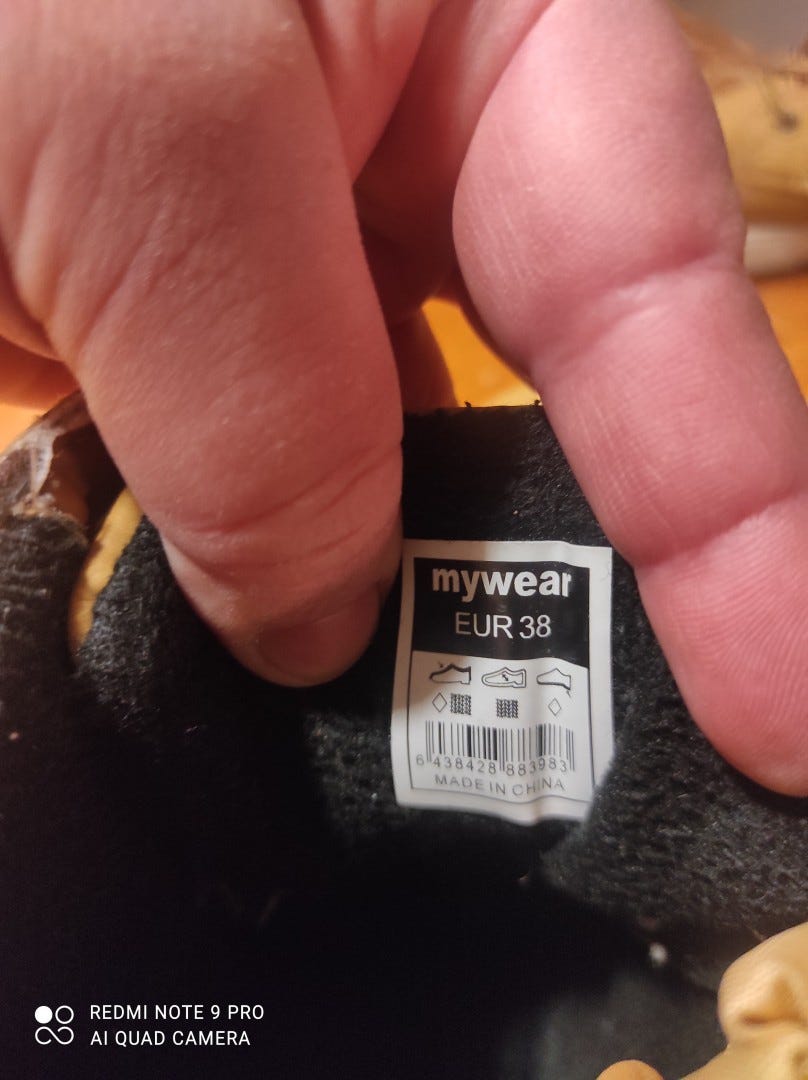 mywear
EUR 38
6 438428 883983
MADE IN CHINA
REDMI NOTE 9 PRO
AI QUAD CAMERA